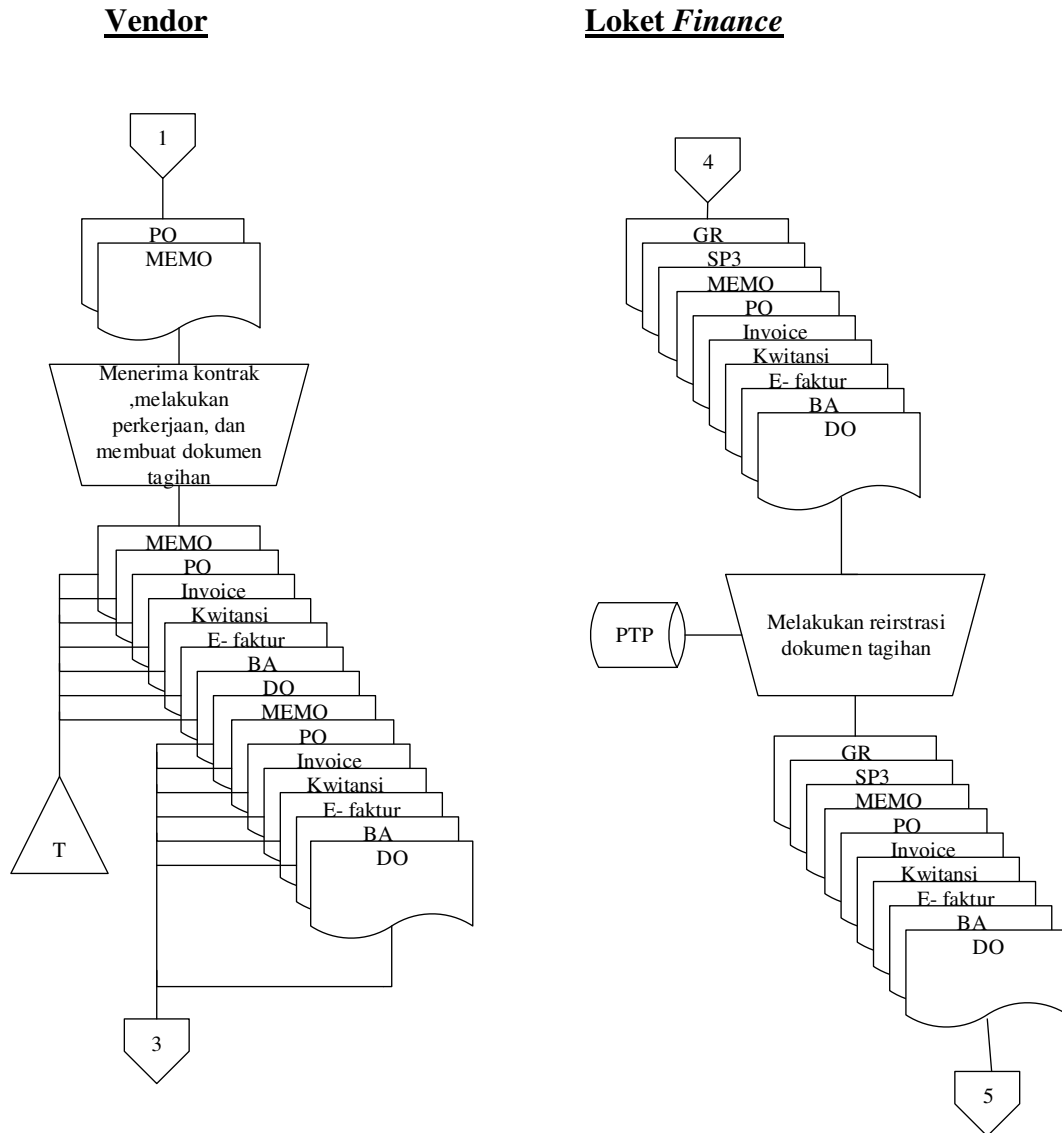 Vendor
1
PO
MEMO
Menerima kontrak
,melakukan
perkerjaan, dan
membuat dokumen
tagihan
MEMO
PO
Invoice
Kwitansi
E- faktur
BA
DO
MEMO
PO
Invoice
Kwitansi
E- faktur
BA
DO
T
3
Loket Finance
4
GR
SP3
MEMO
PO
Invoice
Kwitansi
E- faktur
BA
DO
PTP
Melakukan reirstrasi
dokumen tagihan
GR
SP3
MEMO
PO
Invoice
Kwitansi
E- faktur
BA
DO
5